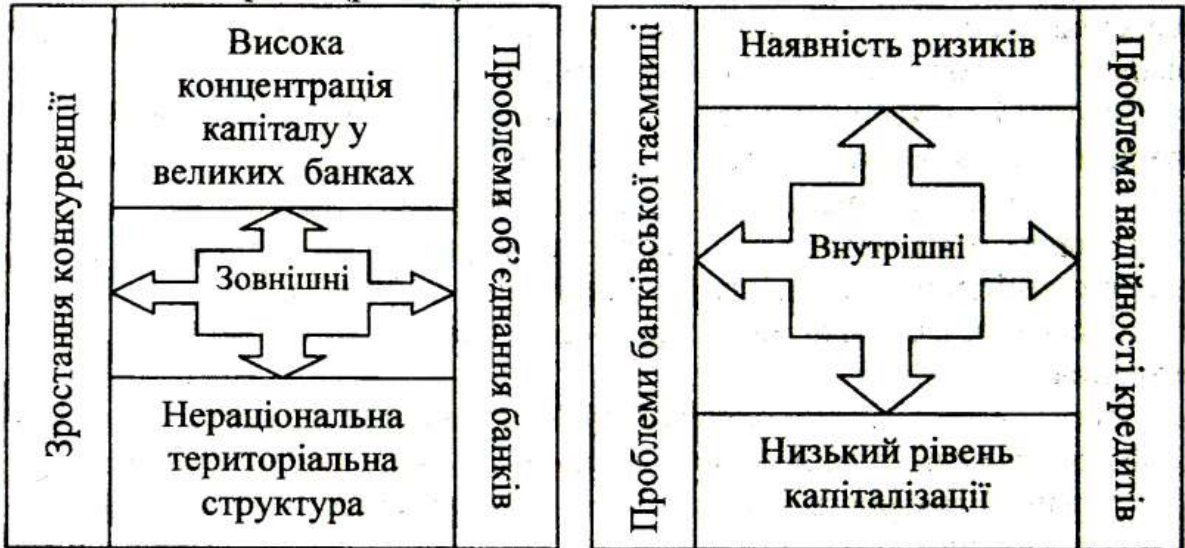 Зростання конкуренції
Висока
концентрація
капіталу у
великих банках
Зовнішні
Нераціональна
територіальна
структура
Проблеми об’єднання банків
Проблеми банківської таємниці
Наявність ризиків
Внутрішні
Низький рівень
капіталізації
Проблема надійності кредитів